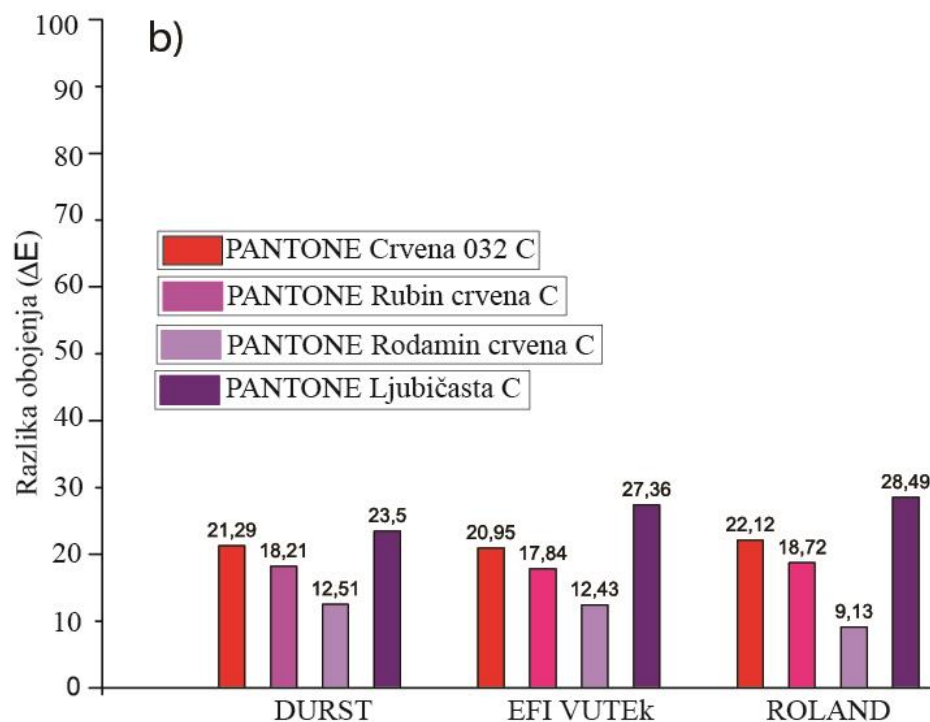 b)
Razlika obojenja (ΔE)
100
90
80
70
60
50
40
30
20
10
0
PANTONE Crvena 032 C
PANTONE Rubin crvena C
PANTONE Rodamin crvena C
PANTONE Ljubičasta C
21,29
18,21
12,51
23,5
20,95
17,84
12,43
27,36
22,12
18,72
9,13
28,49
DURST
EFI VUTEk
ROLAND